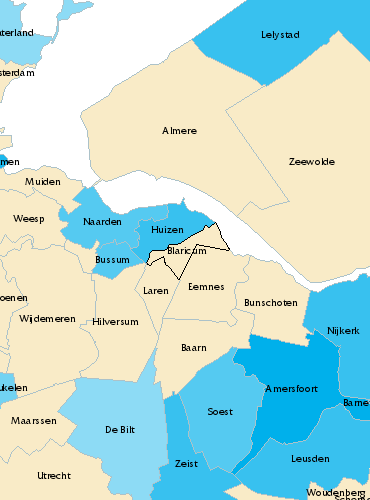 aterland
Lelystad
sterdam
Almere
men
Zeewolde
Muiden
Weesp
Naarden
Huizen
Blaricum
Bussum
Laren
Eemnes
oenen
Bunschoten
Wijdemeren
Hilversum
Nijkerk
Baarn
ukelen
Amersfoort
Barne
Maarssen
Soest
De Bilt
Zeist
Leusden
Utrecht
Woudenberg